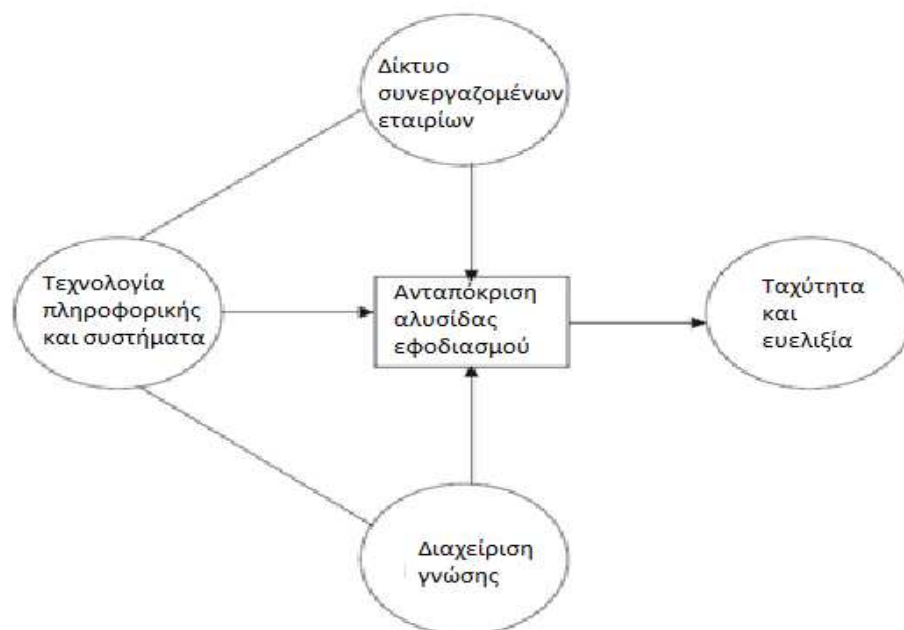 Δίκτυο
συνεργαζομένων
εταιρίων
Τεχνολογία
πληροφορικής
και συστήματα
Ανταπόκριση
αλυσίδας
εφοδιασμού
Ταχύτητα
και
ευελιξία
Διαχείριση
γνώσης